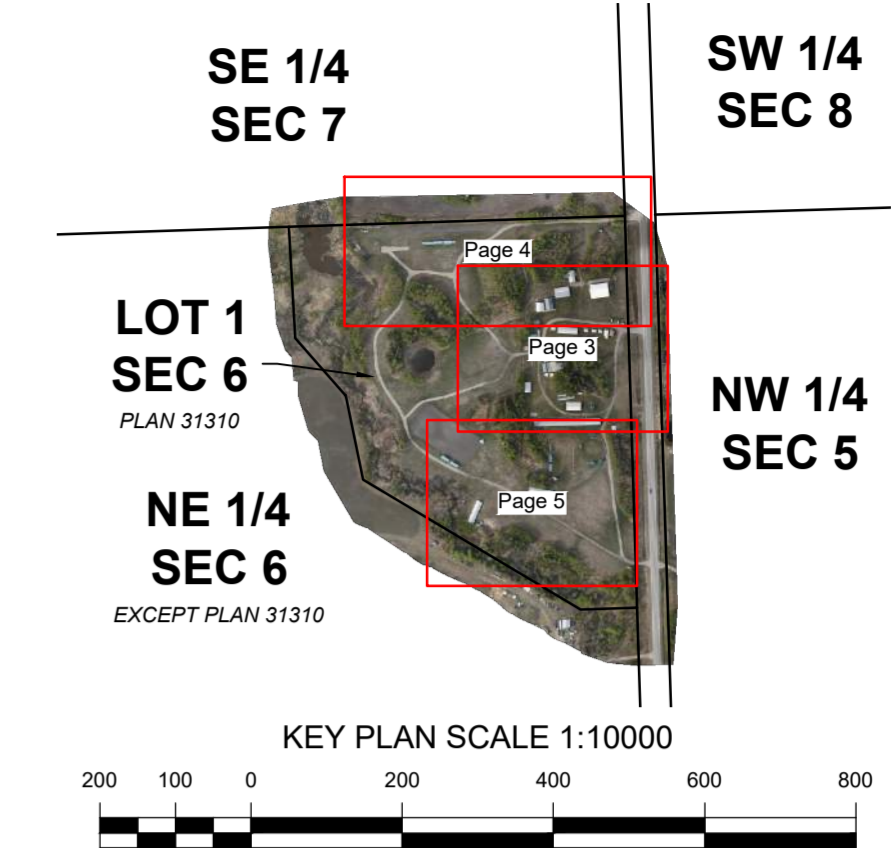 SE 1/4
SEC 7
SW 1/4
SEC 8
Page 4
LOT 1
SEC 6
PLAN 31310
Page 3
NW 1/4
SEC 5
NE 1/4
SEC 6
EXCEPT PLAN 31310
Page 5
KEY PLAN SCALE 1:10000
200 100 0 200 400 600 800